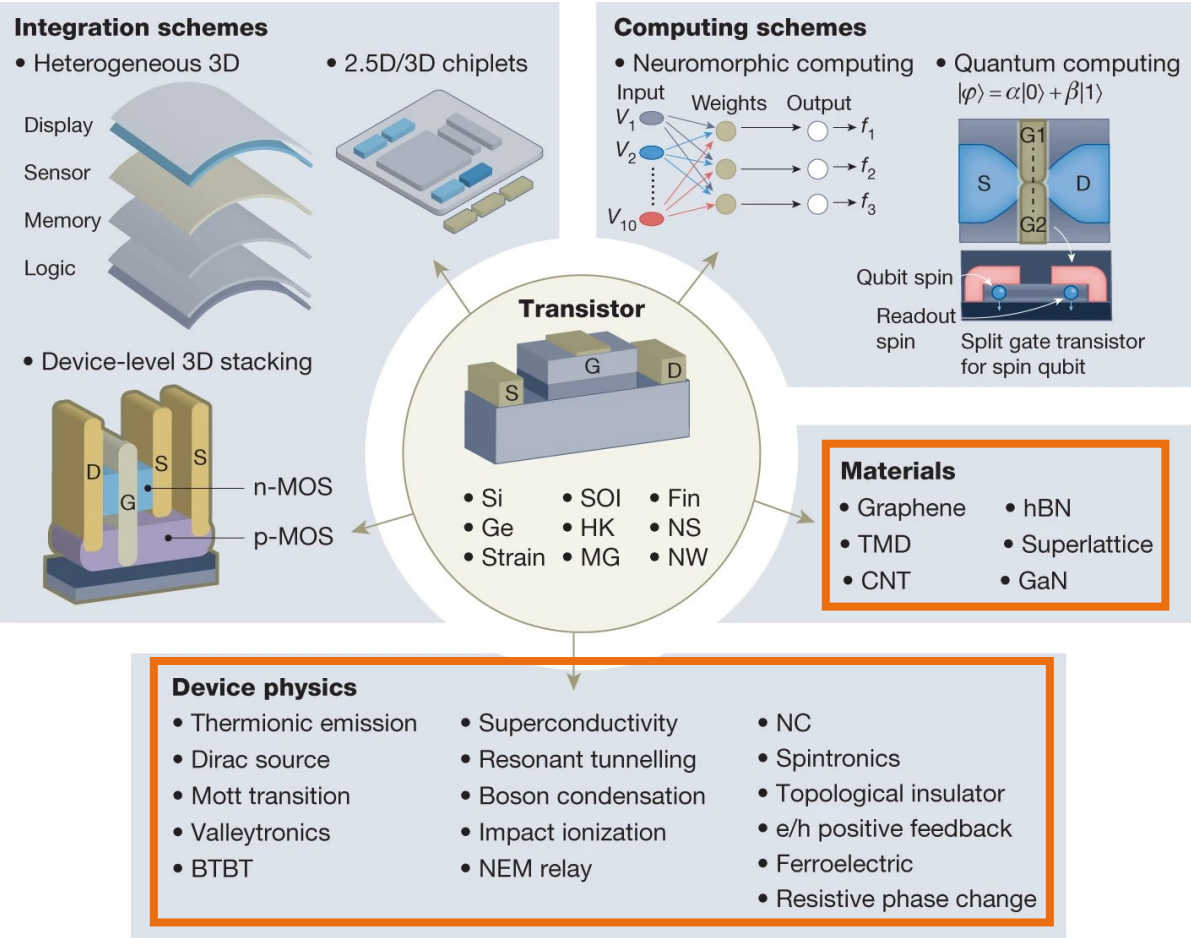 Integration schemes
• Heterogeneous 3D
Display
Sensor
Memory
Logic
• 2.5D/3D chiplets
• Device-level 3D stacking
D
G
S
S
n-MOS
p-MOS
Computing schemes
• Neuromorphic computing
Input
Weights
Output
V1
V2
V10
f1
f2
f3
• Quantum computing
|φ⟩ = α|0⟩ + β|1⟩
G1
S
D
G2
Qubit spin
Readout
spin
Split gate transistor
for spin qubit
Transistor
S
G
D
• Si
• Ge
• Strain
• SOI
• HK
• MG
• Fin
• NS
• NW
Materials
• Graphene
• TMD
• CNT
• hBN
• Superlattice
• GaN
Device physics
• Thermionic emission
• Dirac source
• Mott transition
• Valleytronics
• BTBT
• Superconductivity
• Resonant tunnelling
• Boson condensation
• Impact ionization
• NEM relay
• NC
• Spintronics
• Topological insulator
• e/h positive feedback
• Ferroelectric
• Resistive phase change